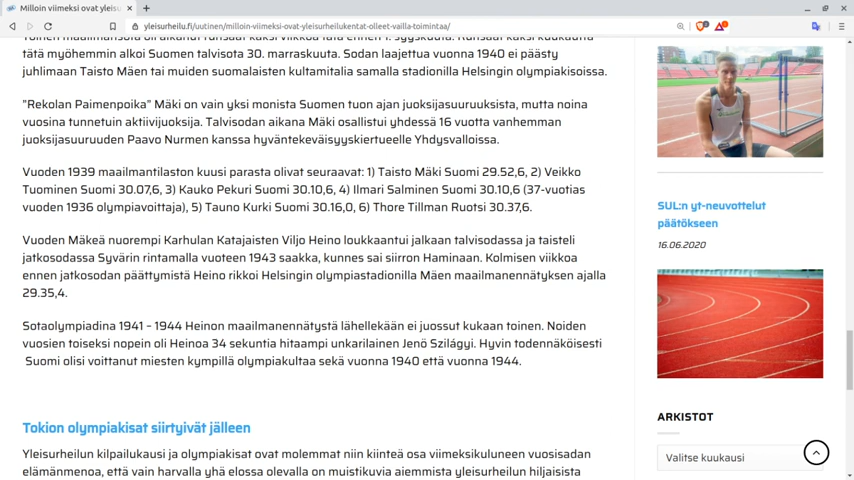 Milloin viimeksi ovat yleisu
yleisurheilu.fi/uutinen/milloin-viimeksi-ovat-yleisurheilukentat-olleet-vailla-toimintaa/
tätä myöhemmin alkoi Suomen talvisota 30. marraskuuta. Sodan laajettua vuonna 1940 ei päästy
juhlimaan Taisto Mäen tai muiden suomalaisten kultamitalia samalla stadionilla Helsingin olympiakisoissa.
"Rekolan Paimenpoika" Mäki on vain yksi monista Suomen tuon ajan juoksijasuuruuksista, mutta noina
vuosina tunnetuin aktiivijuoksija. Talvisodan aikana Mäki osallistui yhdessä 16 vuotta vanhemman
juoksijasuuruuden Paavo Nurmen kanssa hyväntekeväisyyskiertueelle Yhdysvalloissa.
Vuoden 1939 maailmantilaston kuusi parasta olivat seuraavat: 1) Taisto Mäki Suomi 29.52,6, 2) Veikko
Tuominen Suomi 30.07,6, 3) Kauko Pekuri Suomi 30.10,6, 4) Ilmari Salminen Suomi 30.10,6 (37-vuotias
vuoden 1936 olympiavoittaja), 5) Tauno Kurki Suomi 30.16,0, 6) Thore Tillman Ruotsi 30.37,6.
Vuoden Mäkeä nuorempi Karhulan Katajaisten Viljo Heino loukkaantui jalkaan talvisodassa ja taisteli
jatkosodassa Syvärin rintamalla vuoteen 1943 saakka, kunnes sai siirron Haminaan. Kolmisen viikkoa
ennen jatkosodan päättymistä Heino rikkoi Helsingin olympiastadionilla Mäen maailmanennätyksen ajalla
29.35,4.
Sotaolympiadina 1941 – 1944 Heinon maailmanennätystä lähellekään ei juossut kukaan toinen. Noiden
vuosien toiseksi nopein oli Heinoa 34 sekuntia hitaampi unkarilainen Jenö Szilágyi. Hyvin todennäköisesti
Suomi olisi voittanut miesten kympillä olympiakultaa sekä vuonna 1940 että vuonna 1944.
Tokion olympiakisat siirtyivät jälleen
Yleisurheilun kilpailukausi ja olympiakisat ovat molemmat niin kiinteä osa viimeksikuluneen vuosisadan
elämänmenoa, että vain harvalla yhä elossa olevalla on muistikuvia aiemmista yleisurheilun hiljaisista
SUL:n yt-neuvottelut
päätökseen
16.06.2020
ARKISTOT
Valitse kuukausi